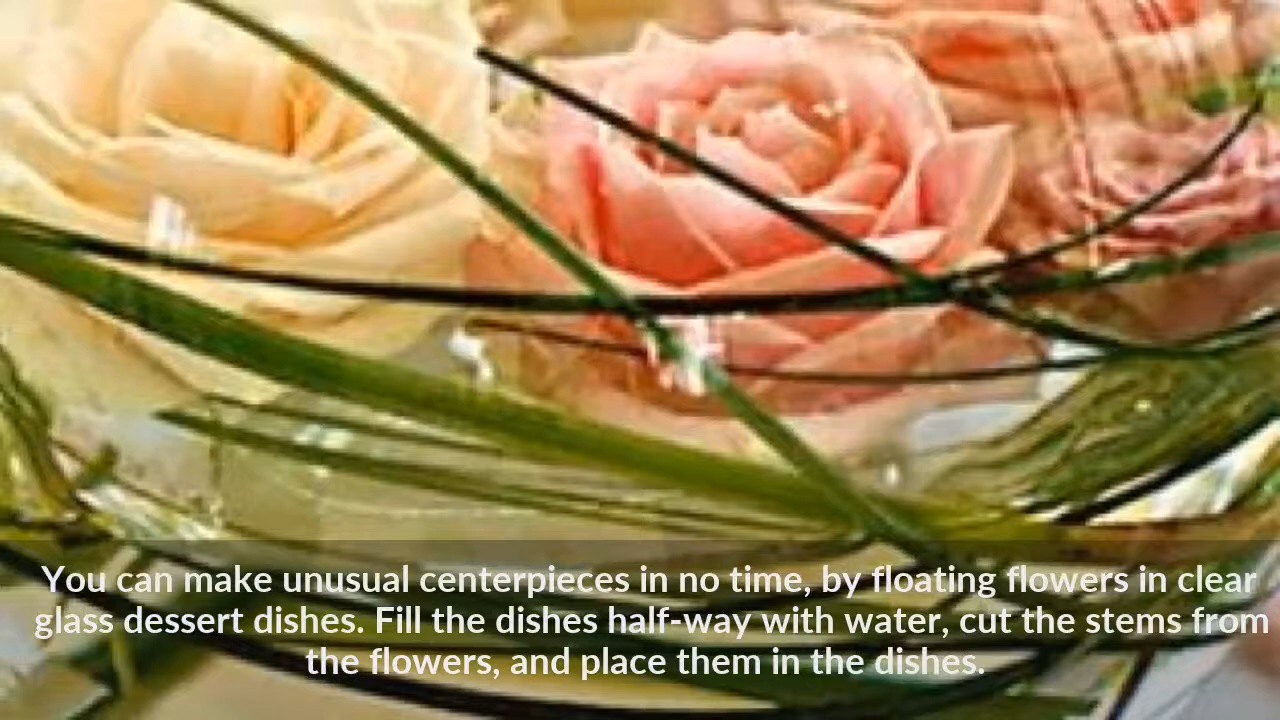 You can make unusual centerpieces in no time, by floating flowers in clear
glass dessert dishes. Fill the dishes half-way with water, cut the stems from
the flowers, and place them in the dishes.